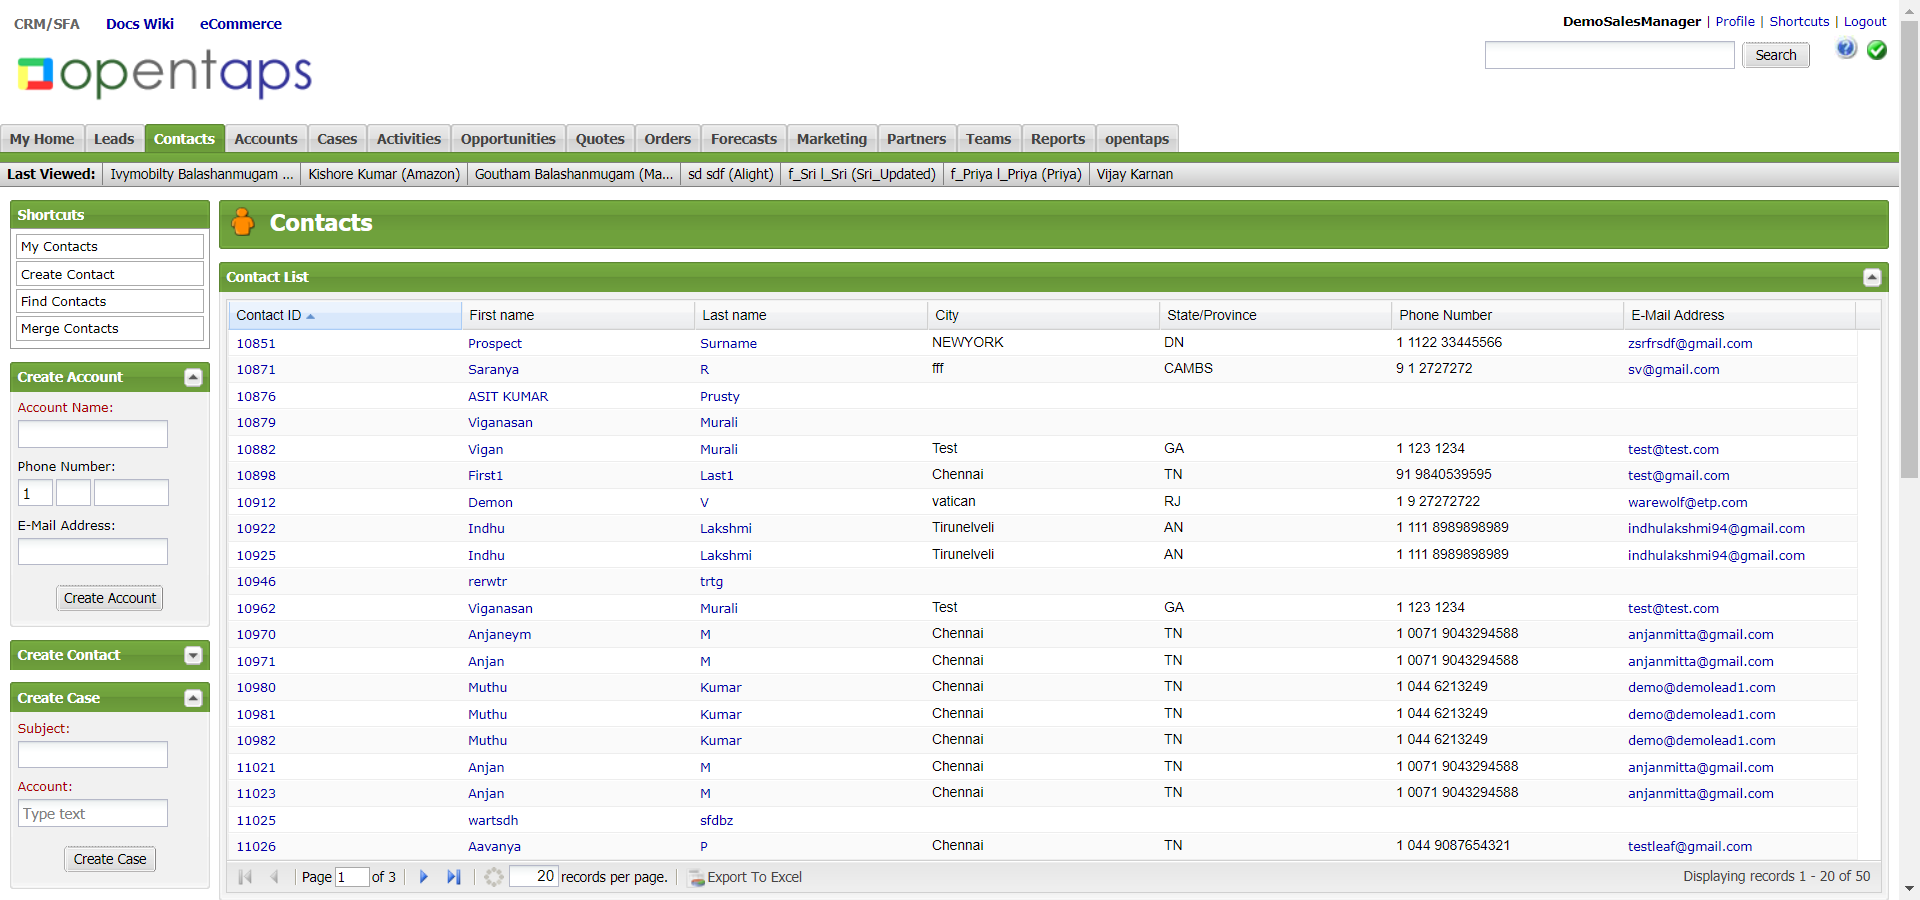 CRM/SFA Docs Wiki eCommerce
DemoSalesManager | Profile | Shortcuts | Logout
Search
opentaps
My Home Leads Contacts Accounts Cases Activities Opportunities Quotes Orders Forecasts Marketing Partners Teams Reports opentaps
Last Viewed: Ivymobilty Balashanmugam ... Kishore Kumar (Amazon) Goutham Balashanmugam (Ma... sd sdf (Alight) f_Sri l_Sri (Sri_Updated) f_Priya l_Priya (Priya) Vijay Karnan
Shortcuts
My Contacts
Create Contact
Find Contacts
Merge Contacts
Create Account
Account Name:
Phone Number:
1
E-Mail Address:
Create Account
Create Contact
Create Case
Subject:
Account:
Type text
Create Case
Contacts
Contact List
Contact ID First name Last name City State/Province Phone Number E-Mail Address
10851 Prospect Surname NEWYORK DN 1 1122 33445566 zsrfrsdf@gmail.com
10871 Saranya R fff CAMBS 9 1 2727272 sv@gmail.com
10876 ASIT KUMAR Prusty
10879 Viganasan Murali
10882 Vigan Murali Test GA 1 123 1234 test@test.com
10898 First1 Last1 Chennai TN 91 9840539595 test@gmail.com
10912 Demon V vatican RJ 1 9 27272722 warewolf@etp.com
10922 Indhu Lakshmi Tirunelveli AN 1 111 8989898989 indhulakshmi94@gmail.com
10925 Indhu Lakshmi Tirunelveli AN 1 111 8989898989 indhulakshmi94@gmail.com
10946 rerwtr trtg
10962 Viganasan Murali Test GA 1 123 1234 test@test.com
10970 Anjaneym M Chennai TN 1 0071 9043294588 anjanmitta@gmail.com
10971 Anjan M Chennai TN 1 0071 9043294588 anjanmitta@gmail.com
10980 Muthu Kumar Chennai TN 1 044 6213249 demo@demolead1.com
10981 Muthu Kumar Chennai TN 1 044 6213249 demo@demolead1.com
10982 Muthu Kumar Chennai TN 1 044 6213249 demo@demolead1.com
11021 Anjan M Chennai TN 1 0071 9043294588 anjanmitta@gmail.com
11023 Anjan M Chennai TN 1 0071 9043294588 anjanmitta@gmail.com
11025 wartsdh sfdbz
11026 Aavanya P Chennai TN 1 044 9087654321 testleaf@gmail.com
Page 1 of 3 20 records per page. Export To Excel Displaying records 1 - 20 of 50